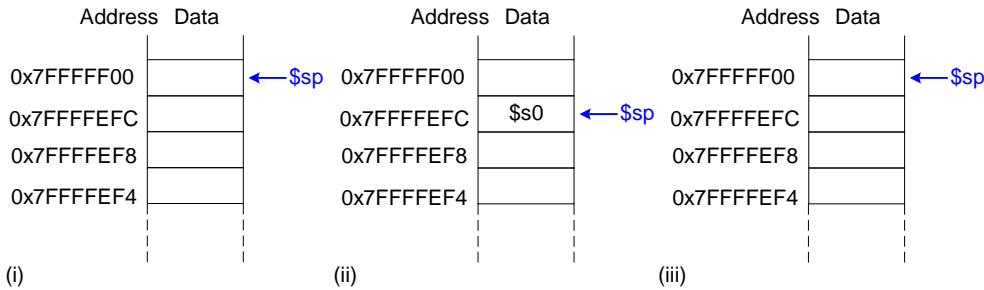 Address Data
0x7FFFFF00
$sp
0x7FFFFEFC
0x7FFFFEF8
0x7FFFFEF4
(i)
Address Data
0x7FFFFF00
0x7FFFFEFC
$s0
$sp
0x7FFFFEF8
0x7FFFFEF4
(ii)
Address Data
0x7FFFFF00
$sp
0x7FFFFEFC
0x7FFFFEF8
0x7FFFFEF4
(iii)